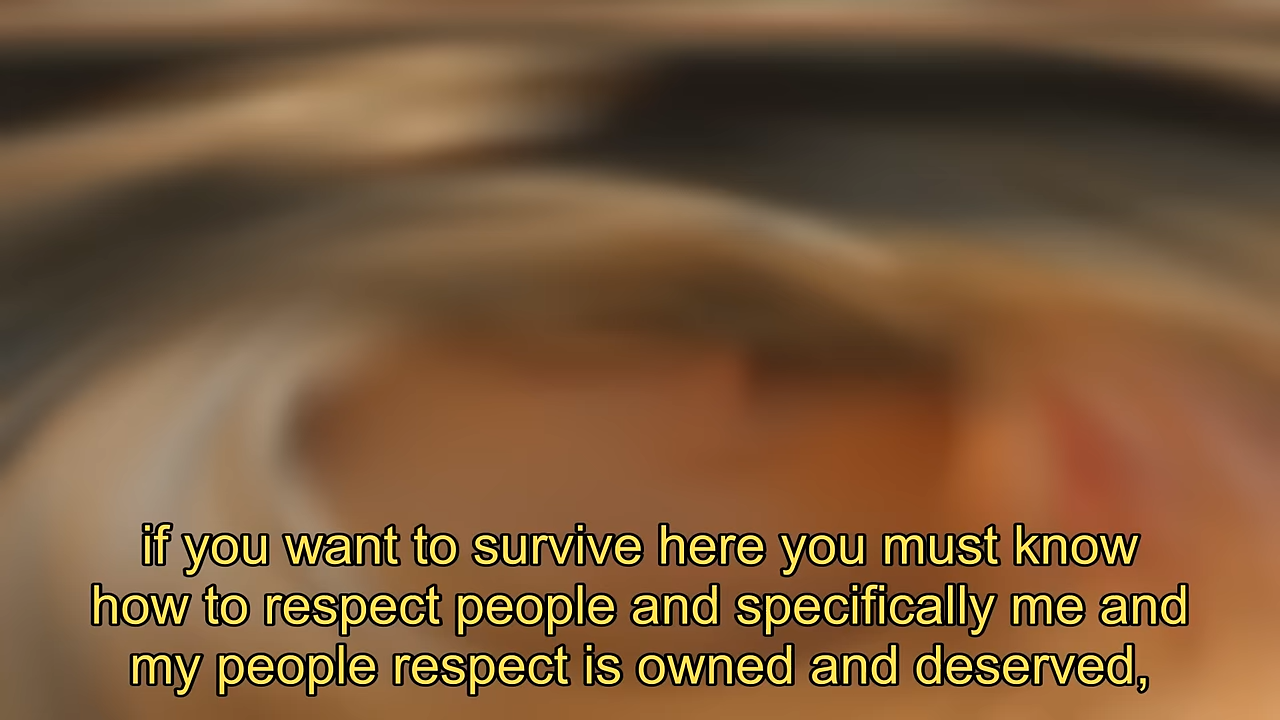 if you want to survive here you must know
how to respect people and specifically me and
my people respect is owned and deserved,